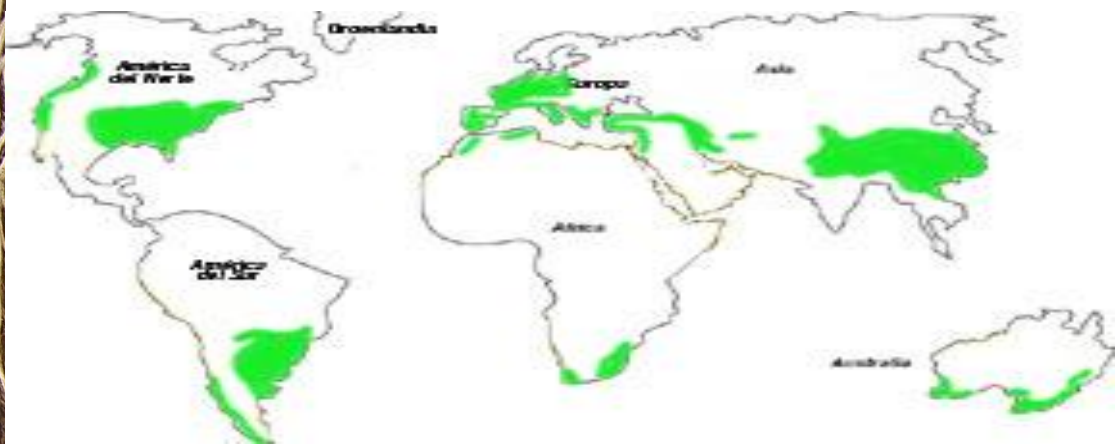 Groenlandia
América
del Norte
Europa
Asia
Africa
América
del Sur
Australia